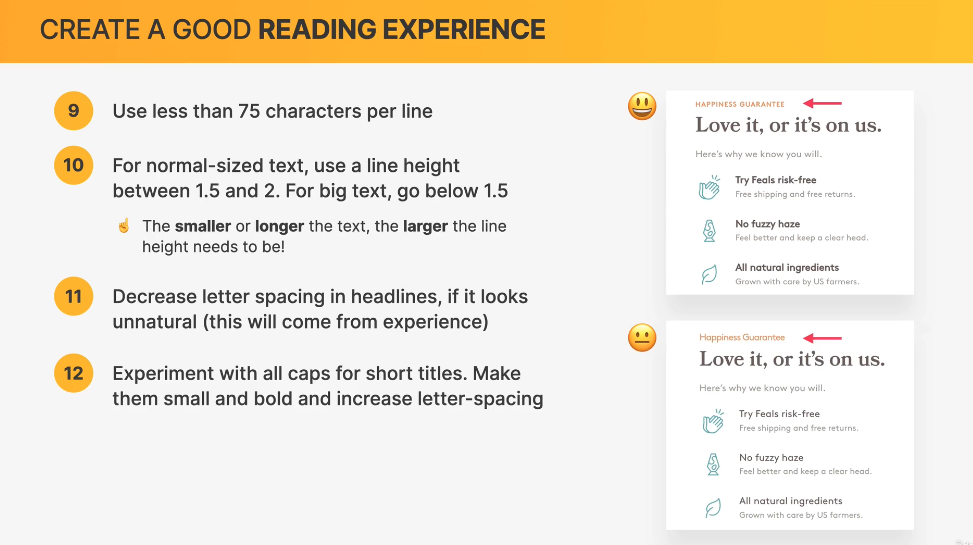 CREATE A GOOD READING EXPERIENCE
9
Use less than 75 characters per line
10
For normal-sized text, use a line height
between 1.5 and 2. For big text, go below 1.5
The smaller or longer the text, the larger the line
height needs to be!
11
Decrease letter spacing in headlines, if it looks
unnatural (this will come from experience)
12
Experiment with all caps for short titles. Make
them small and bold and increase letter-spacing
HAPPINESS GUARANTEE
Love it, or it's on us.
Here's why we know you will.
Try Feals risk-free
Free shipping and free returns.
No fuzzy haze
Feel better and keep a clear head.
All natural ingredients
Grown with care by US farmers.
Happiness Guarantee
Love it, or it's on us.
Here's why we know you will.
Try Feals risk-free
Free shipping and free returns.
No fuzzy haze
Feel better and keep a clear head.
All natural ingredients
Grown with care by US farmers.